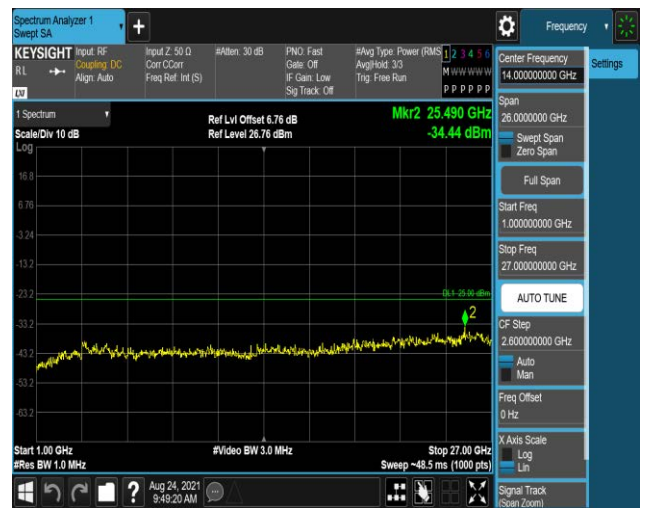 Spectrum Analyzer 1
Swept SA
Frequency
KEYSIGHT
RL
Input: RF
Coupling: DC
Align: Auto
Input Z: 50 Ω
Corr CCorr
Freq Ref: Int (S)
#Atten: 30 dB
PNO: Fast
Gate: Off
IF Gain: Low
Sig Track: Off
#Avg Type: Power (RMS
Avg|Hold: 3/3
Trig: Free Run
1 2 3 4 5 6
M W W W W W
P P P P P P
LXI
1 Spectrum
Scale/Div 10 dB
Ref Lvl Offset 6.76 dB
Ref Level 26.76 dBm
Mkr2 25.490 GHz
-34.44 dBm
Log
16.8
6.76
-3.24
-13.2
-23.2
-33.2
-43.2
-53.2
-63.2
DL1 -25.00 dBm
2
Start 1.00 GHz
#Res BW 1.0 MHz
#Video BW 3.0 MHz
Stop 27.00 GHz
Sweep ~48.5 ms (1000 pts)
Aug 24, 2021
9:49:20 AM
Center Frequency
14.000000000 GHz
Span
26.0000000 GHz
Swept Span
Zero Span
Full Span
Start Freq
1.000000000 GHz
Stop Freq
27.000000000 GHz
AUTO TUNE
CF Step
2.600000000 GHz
Auto
Man
Freq Offset
0 Hz
X Axis Scale
Log
Lin
Signal Track
(Span Zoom)
Settings